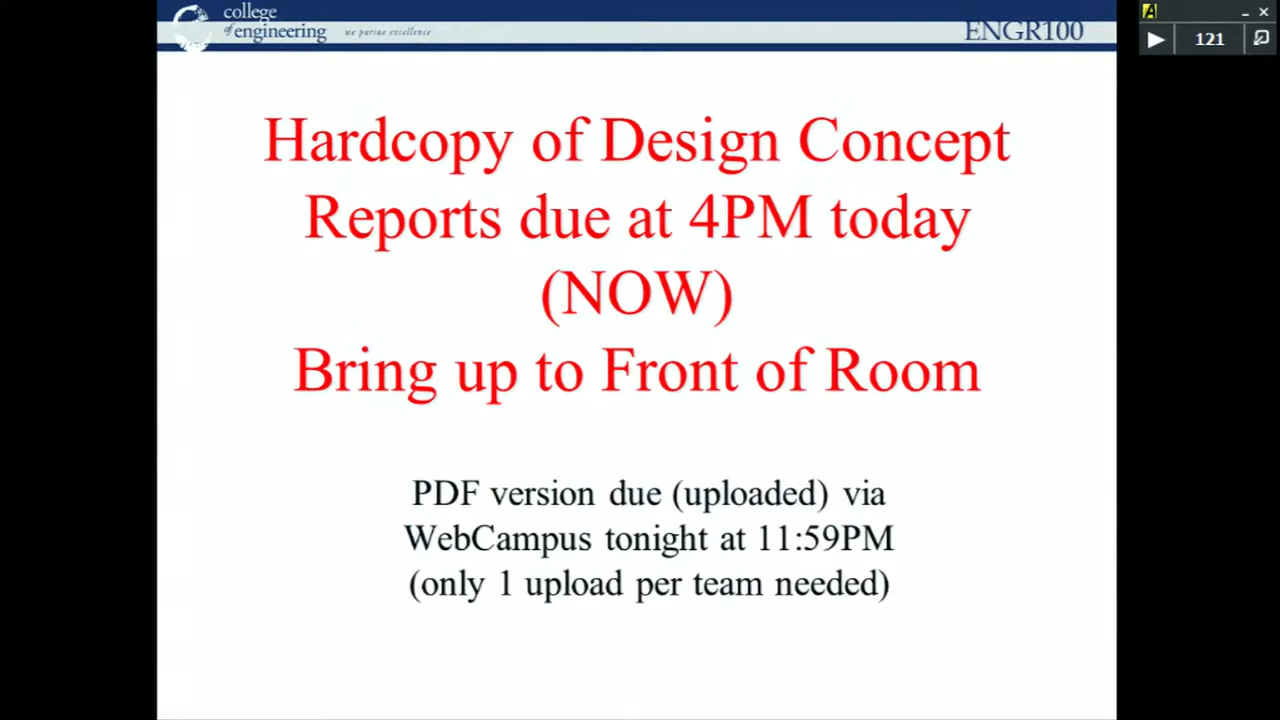 college
of engineering
we pursue excellence
ENGR100
121
Hardcopy of Design Concept
Reports due at 4PM today
(NOW)
Bring up to Front of Room
PDF version due (uploaded) via
WebCampus tonight at 11:59PM
(only 1 upload per team needed)